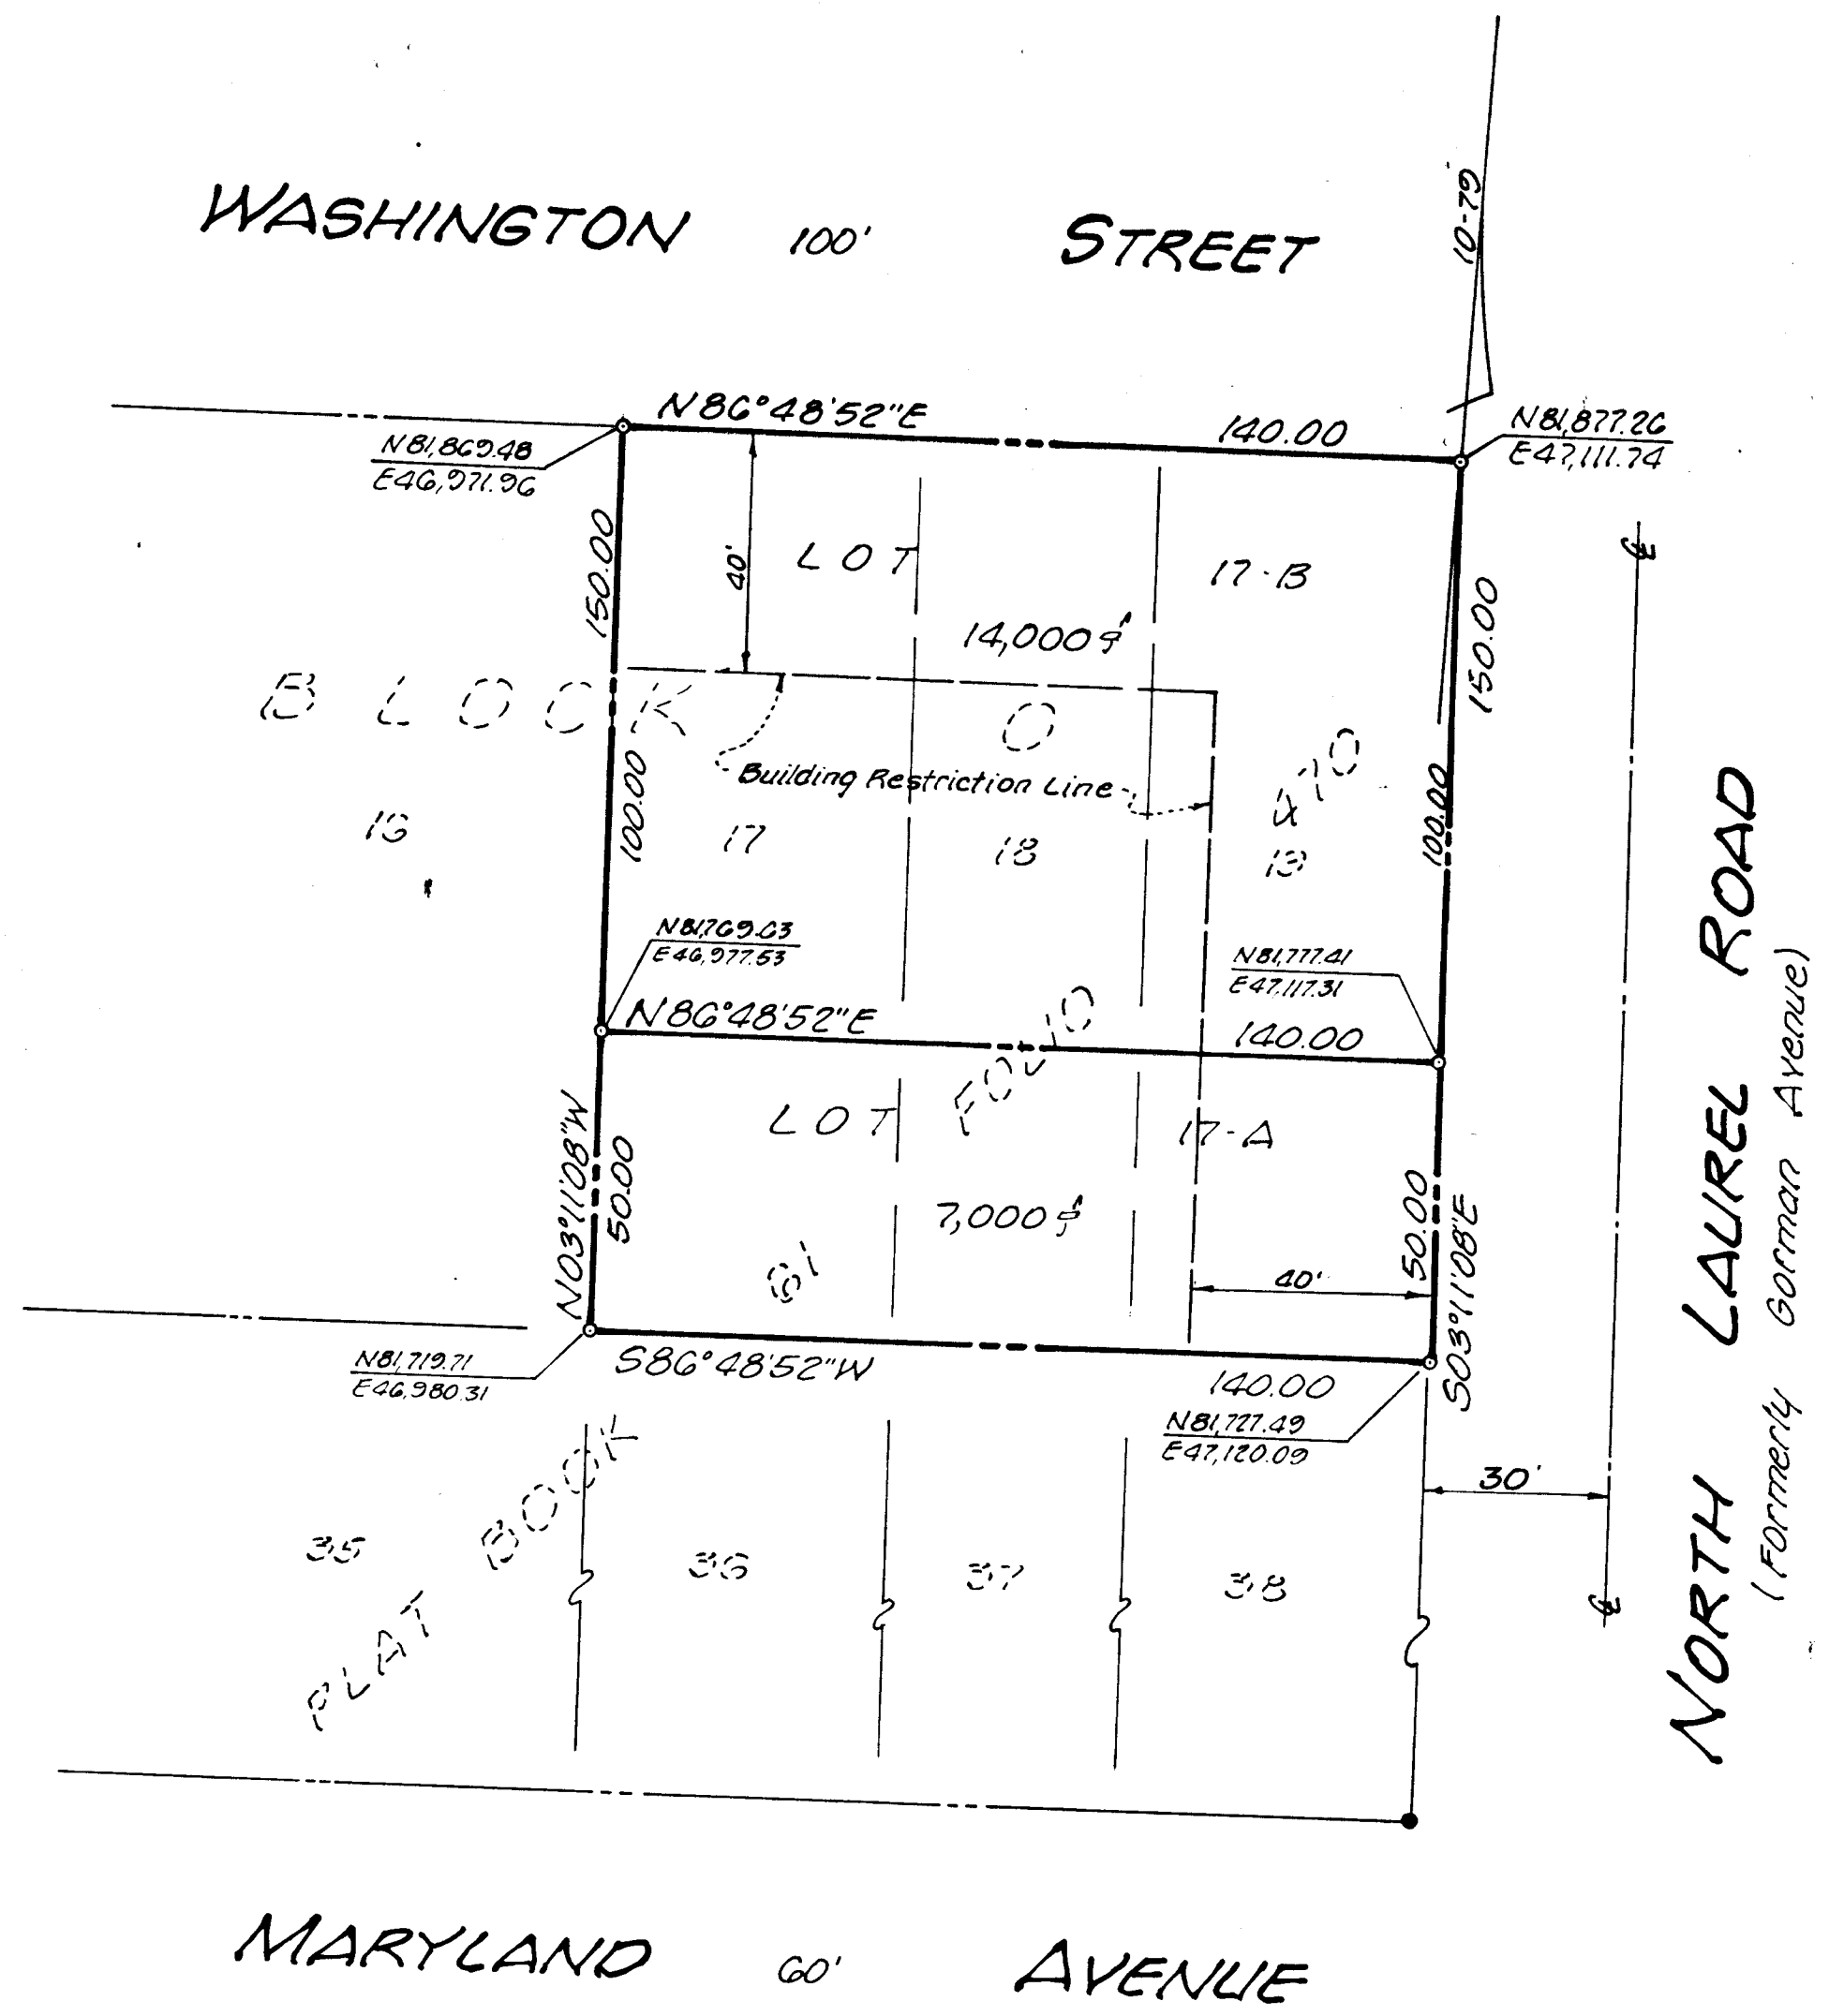 WASHINGTON 100' STREET
10-79
N86°48'52"E 140.00
N81,869.48
E46,971.96
N81,877.26
E47,111.74
150.00
40'
LOT 17-B
14,000
150.00
BLOCK O
100.00
Building Restriction Line
100.00
16 17 18 19
N81,769.63
E46,977.53
N81,777.41
E47,117.31
N86°48'52"E 140.00
LOT 17-A
7,000
N03°11'08"W
50.00
50.00
S03°11'08"E
40'
N81,719.71
E46,980.31
S86°48'52"W 140.00
N81,727.49
E47,120.09
30'
PLAT BOOK 61 FOLIO
35 36 37 38
NORTH LAUREL ROAD
(Formerly Gorman Avenue)
MARYLAND 60' AVENUE